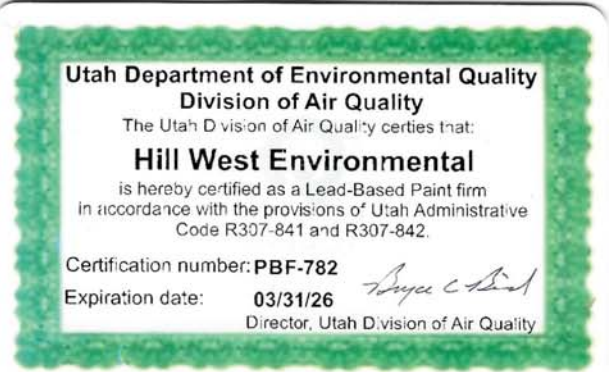 Utah Department of Environmental Quality
Division of Air Quality
The Utah Division of Air Quality certies that:
Hill West Environmental
is hereby certified as a Lead-Based Paint firm
in accordance with the provisions of Utah Administrative
Code R307-841 and R307-842.
Certification number: PBF-782
Expiration date: 03/31/26
Bryce C Bird
Director, Utah Division of Air Quality